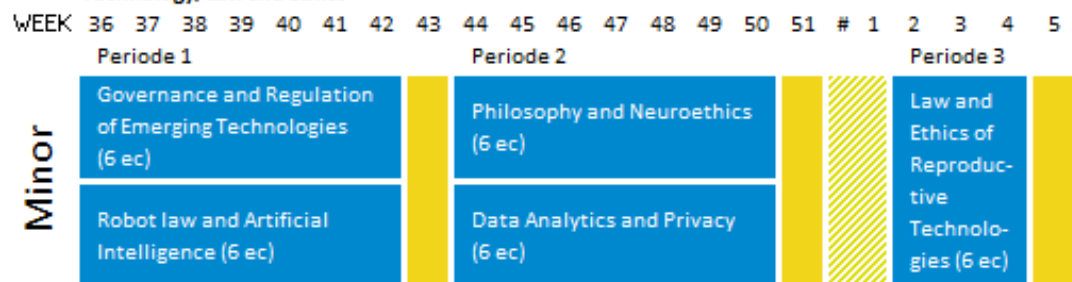 WEEK 36 37 38 39 40 41 42 43 44 45 46 47 48 49 50 51 # 1 2 3 4 5
Periode 1 Periode 2 Periode 3
Minor
Governance and Regulation
of Emerging Technologies
(6 ec)
Robot law and Artificial
Intelligence (6 ec)
Philosophy and Neuroethics
(6 ec)
Data Analytics and Privacy
(6 ec)
Law and
Ethics of
Reproduc-
tive
Technolo-
gies (6 ec)